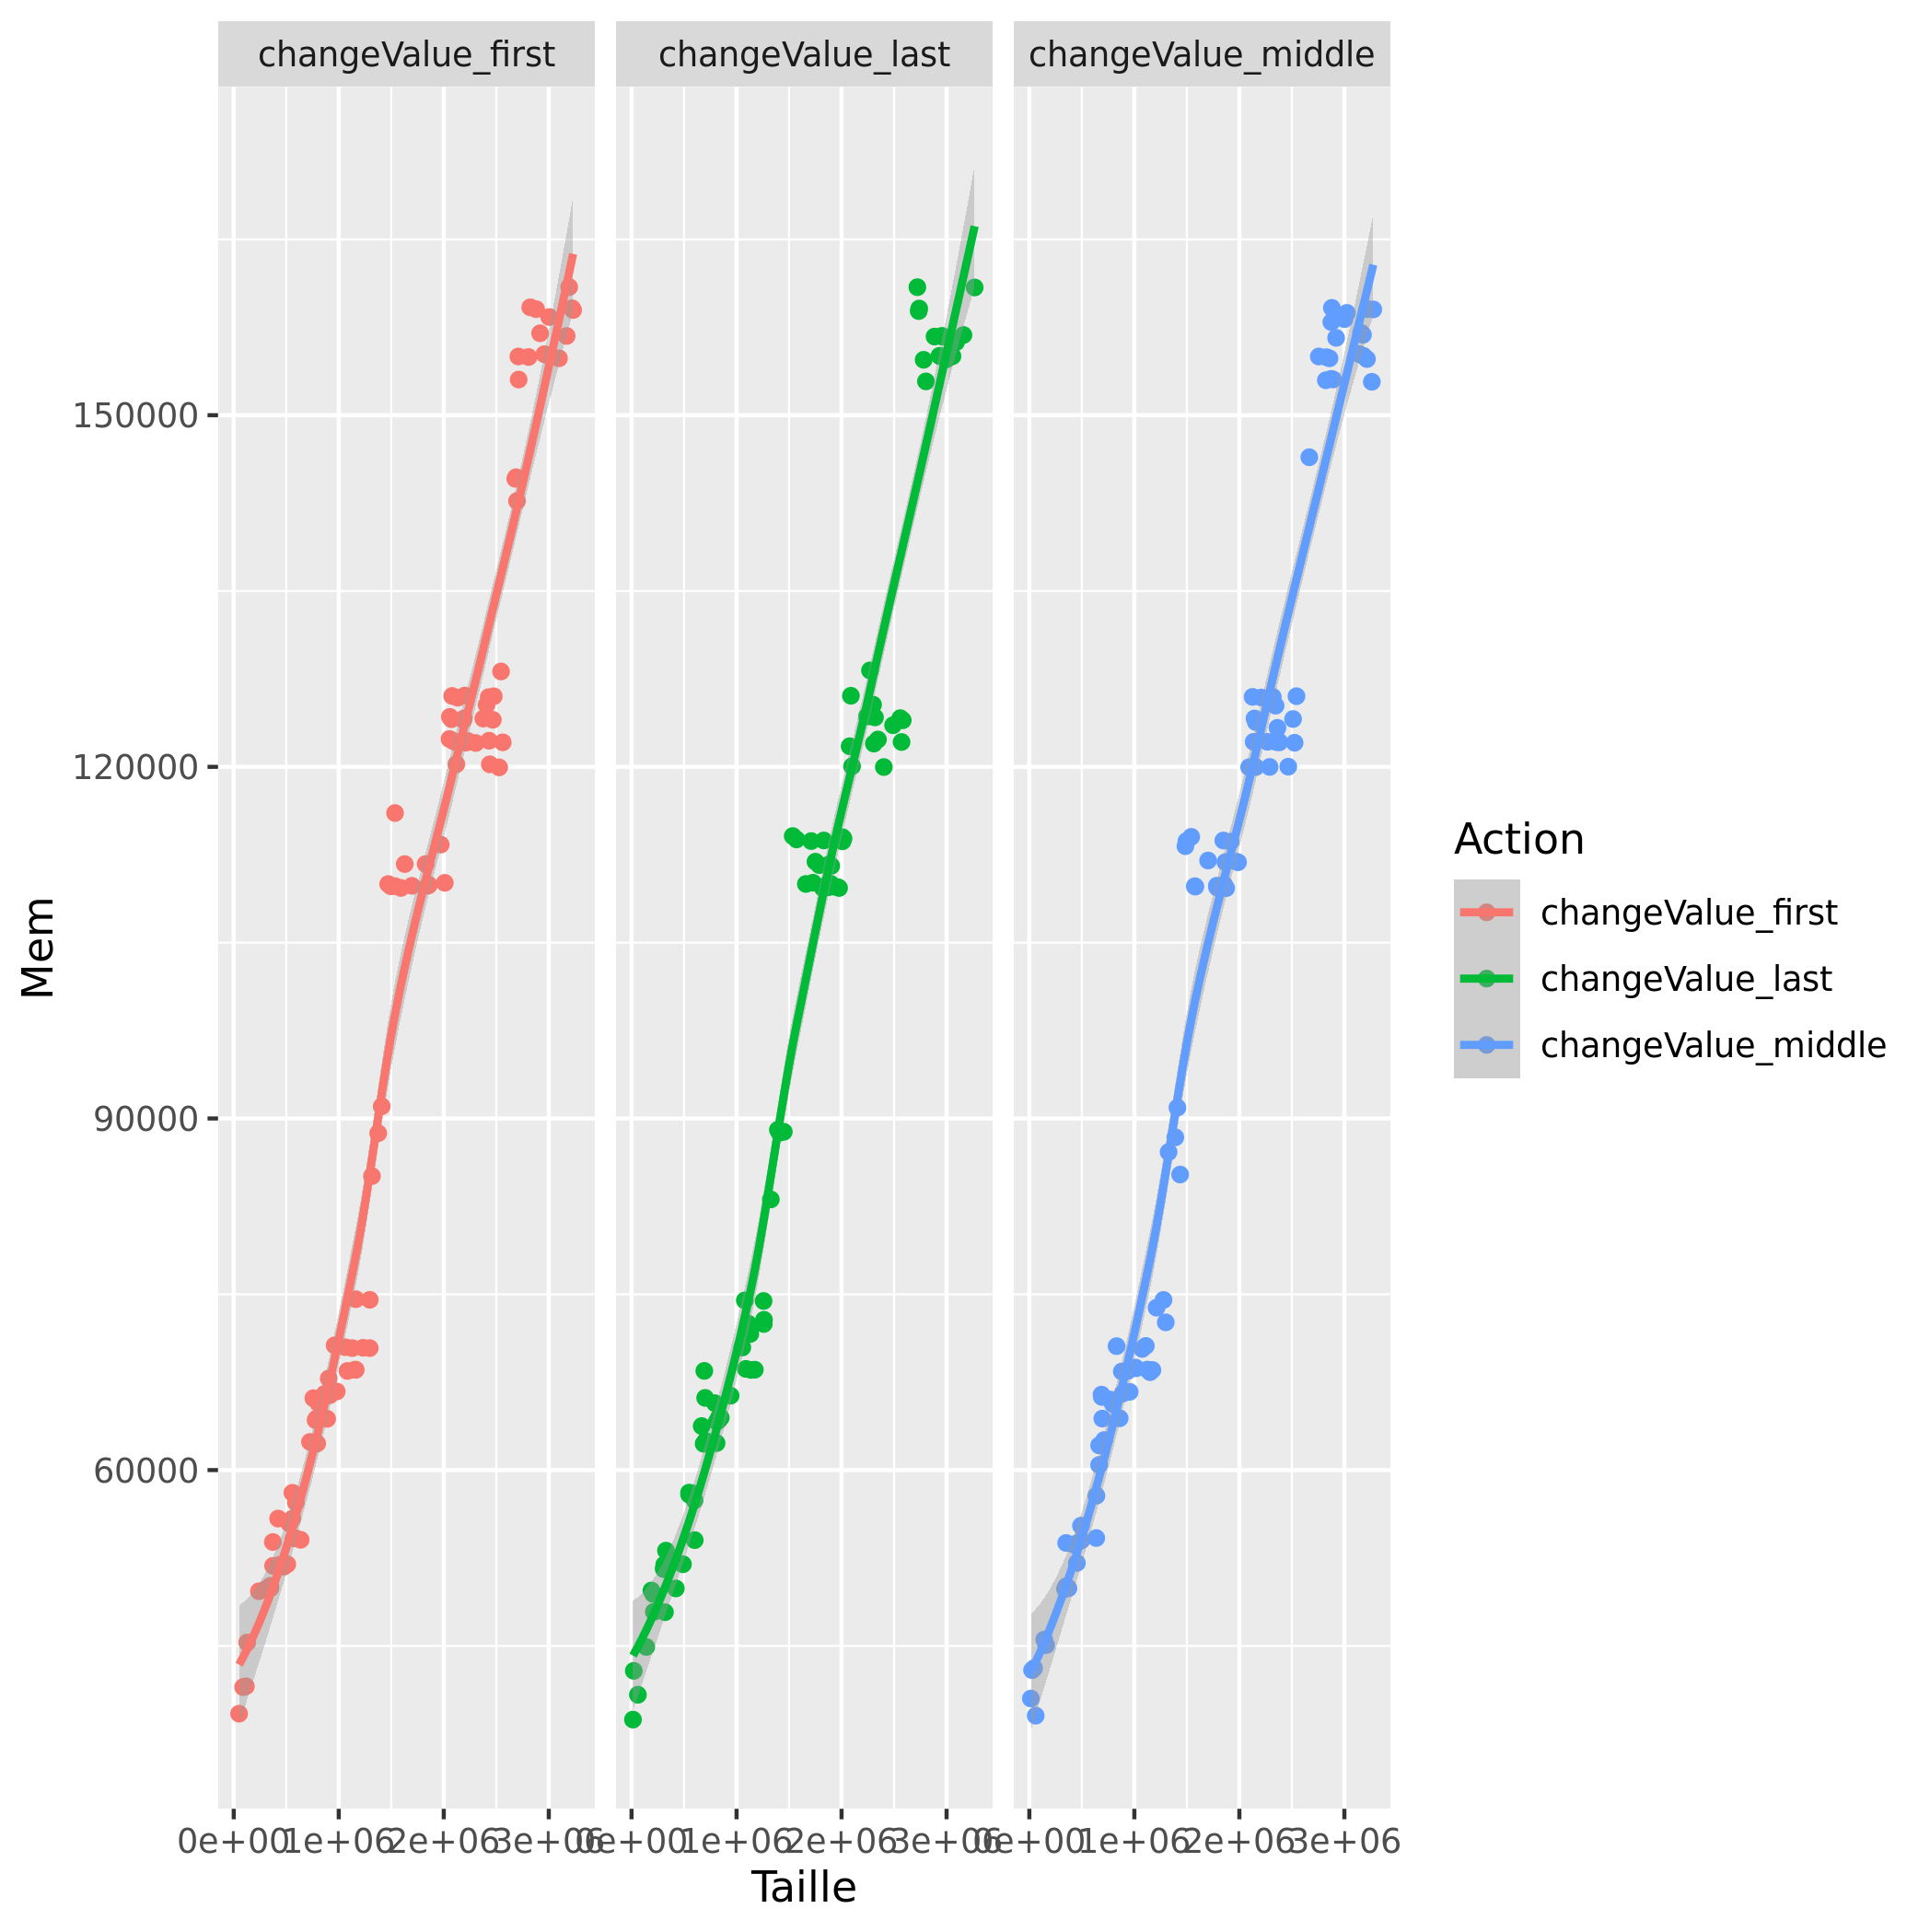 changeValue_first changeValue_last changeValue_middle
150000
120000
90000
60000
Mem
0e+00 1e+06 2e+06 3e+06 0e+00 1e+06 2e+06 3e+06 0e+00 1e+06 2e+06 3e+06
Taille
Action
changeValue_first
changeValue_last
changeValue_middle